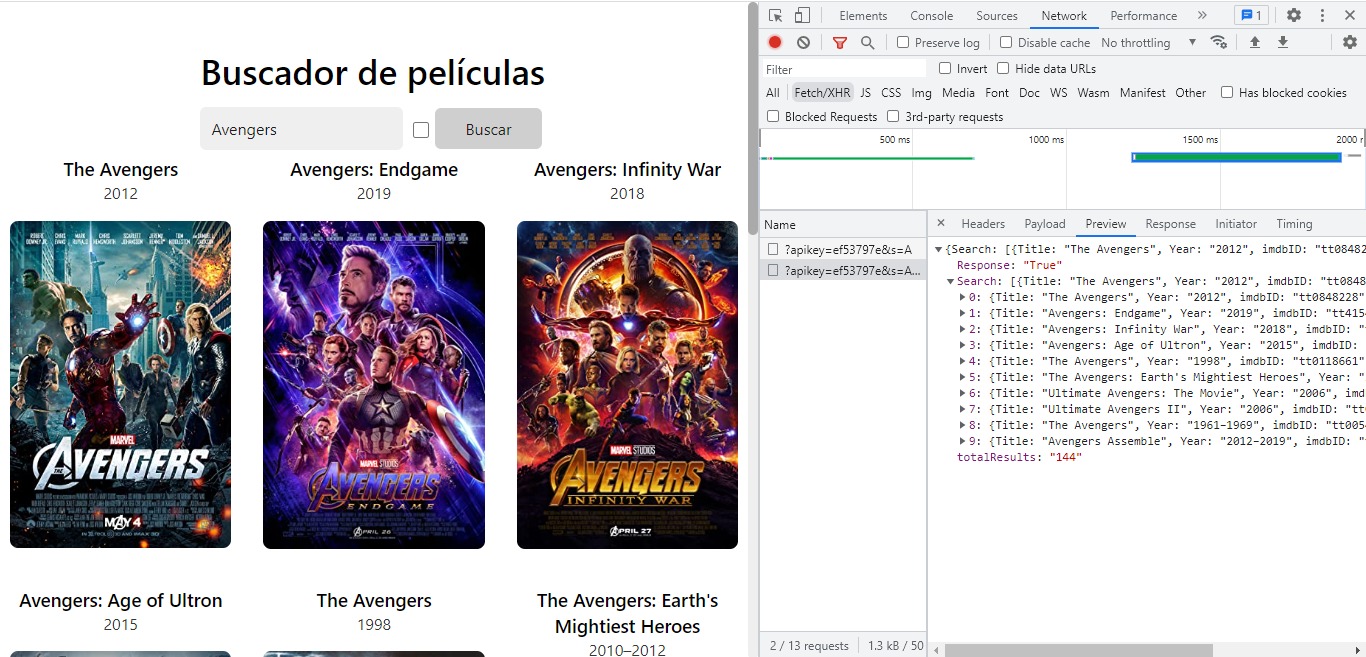 Buscador de películas
Avengers
Buscar
The Avengers
2012
Avengers: Endgame
2019
Avengers: Infinity War
2018
MARVEL
THE AVENGERS
MAY 4
MARVEL STUDIOS
AVENGERS
ENDGAME
APRIL 26
MARVEL STUDIOS
AVENGERS
INFINITY WAR
APRIL 27
Avengers: Age of Ultron
2015
The Avengers
1998
The Avengers: Earth's
Mightiest Heroes
2010–2012
Elements Console Sources Network Performance » 1
Preserve log Disable cache No throttling
Filter Invert Hide data URLs
All Fetch/XHR JS CSS Img Media Font Doc WS Wasm Manifest Other Has blocked cookies
Blocked Requests 3rd-party requests
500 ms 1000 ms 1500 ms 2000 r
Name
?apikey=ef53797e&s=A
?apikey=ef53797e&s=A...
2 / 13 requests 1.3 kB / 50
× Headers Payload Preview Response Initiator Timing
{Search: [{Title: "The Avengers", Year: "2012", imdbID: "tt08482
Response: "True"
Search: [{Title: "The Avengers", Year: "2012", imdbID: "tt0848
0: {Title: "The Avengers", Year: "2012", imdbID: "tt0848228"
1: {Title: "Avengers: Endgame", Year: "2019", imdbID: "tt415
2: {Title: "Avengers: Infinity War", Year: "2018", imdbID:
3: {Title: "Avengers: Age of Ultron", Year: "2015", imdbID:
4: {Title: "The Avengers", Year: "1998", imdbID: "tt0118661"
5: {Title: "The Avengers: Earth's Mightiest Heroes", Year: "
6: {Title: "Ultimate Avengers: The Movie", Year: "2006", imd
7: {Title: "Ultimate Avengers II", Year: "2006", imdbID: "tt0
8: {Title: "The Avengers", Year: "1961–1969", imdbID: "tt005
9: {Title: "Avengers Assemble", Year: "2012–2019", imdbID: "
totalResults: "144"